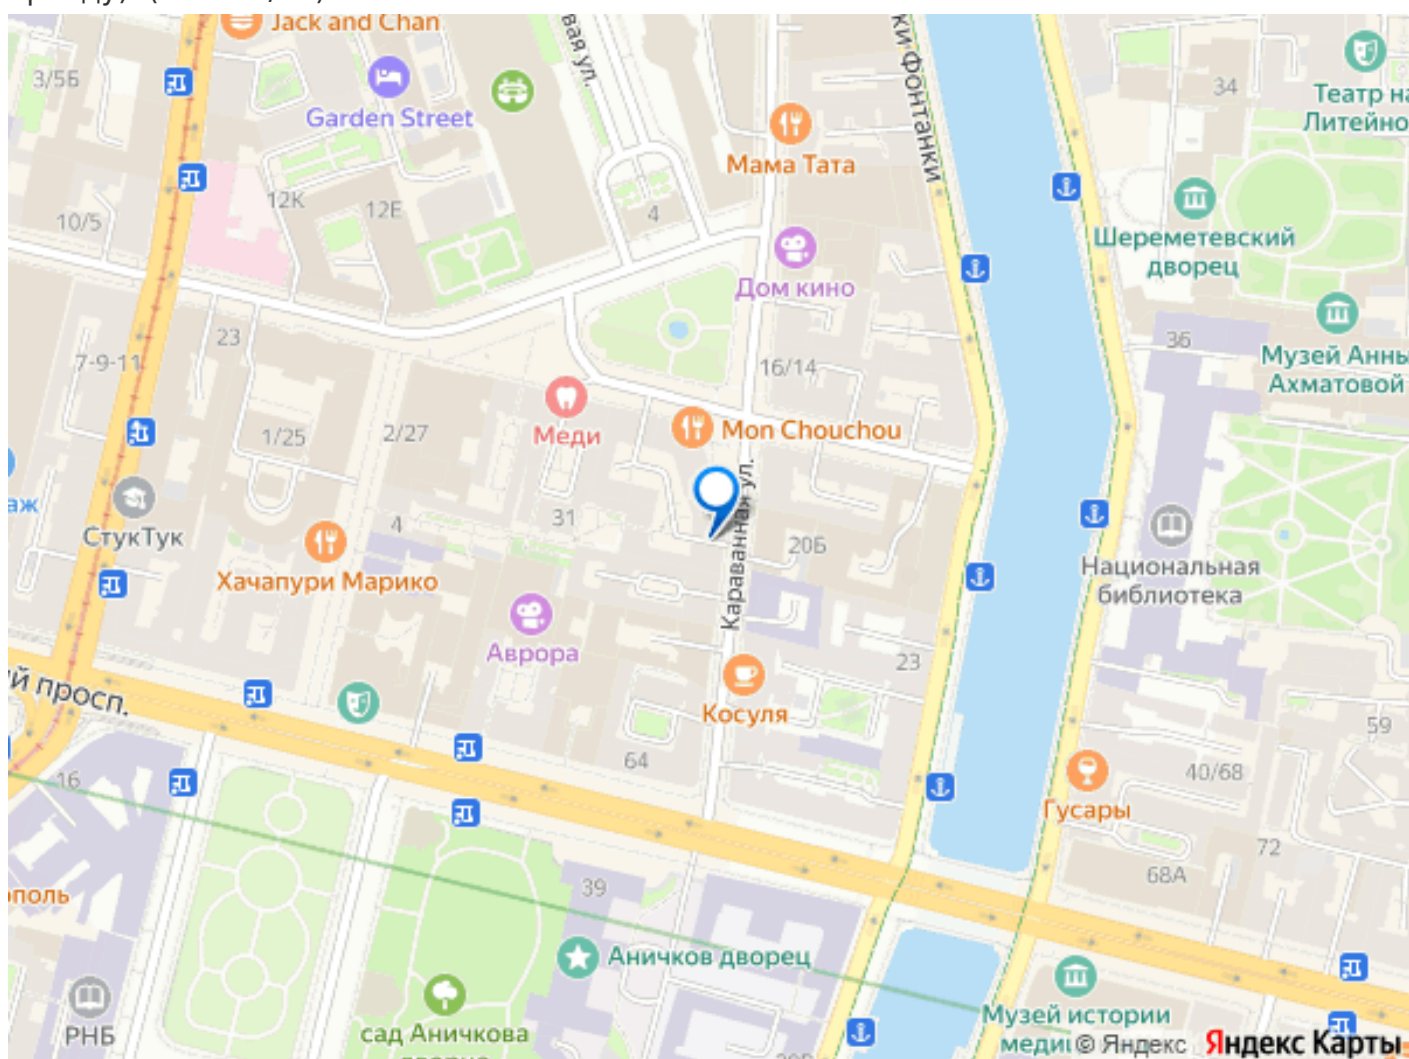 Jack and Chan
вая ул.
ки Фонтанки
3/5Б
34
Театр на
Литейно
Garden Street
Мама Тата
12К
12Е
4
10/5
Шереметевский
дворец
Дом кино
23
36
7-9-11
16/14
Музей Анны
Ахматовой
Меди
Mon Chouchou
1/25
2/27
Караванная ул.
аж
СтукТук
4
31
20Б
Хачапури Марико
Национальная
библиотека
Аврора
23
й просп.
Косуля
59
64
16
40/68
Гусары
72
68А
39
ополь
Аничков дворец
РНБ
сад Аничкова
Музей истории
меди
© Яндекс Яндекс Карты